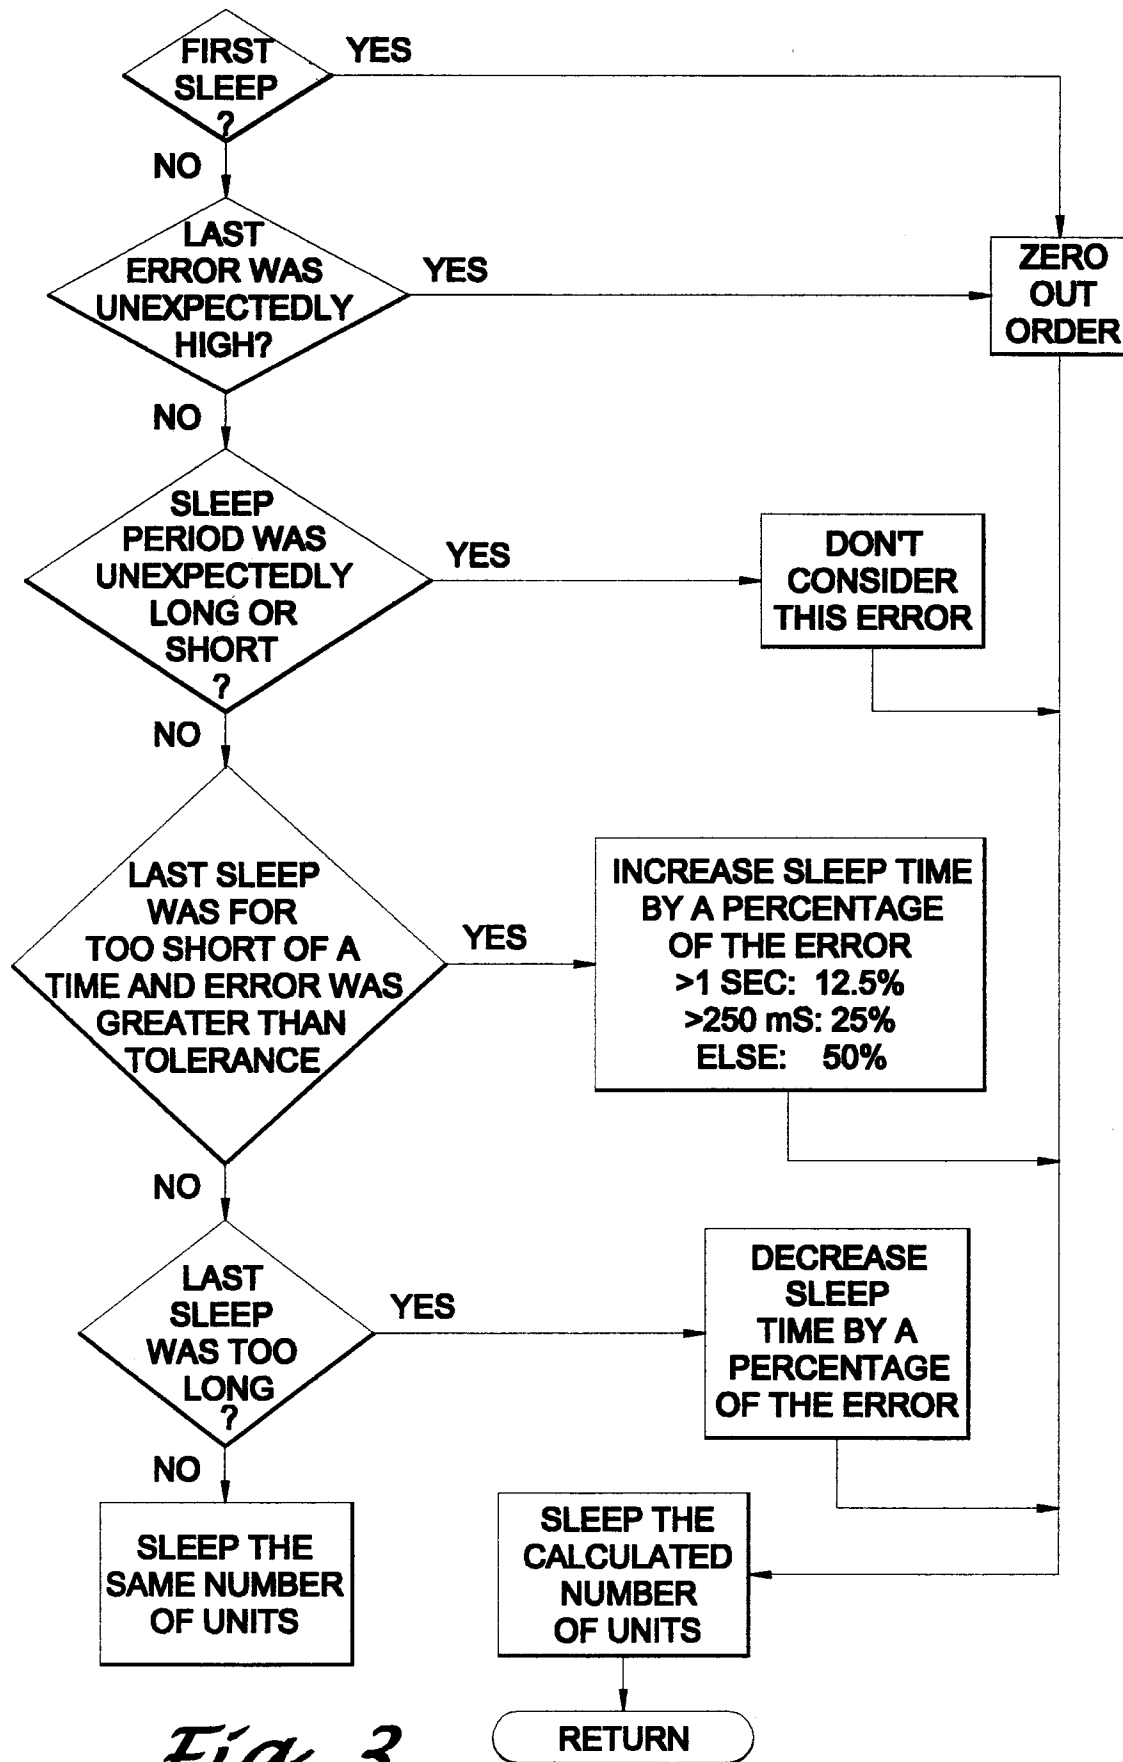 FIRST
SLEEP
?
YES
NO
LAST
ERROR WAS
UNEXPECTEDLY
HIGH?
YES
ZERO
OUT
ORDER
NO
SLEEP
PERIOD WAS
UNEXPECTEDLY
LONG OR
SHORT
?
YES
DON'T
CONSIDER
THIS ERROR
NO
LAST SLEEP
WAS FOR
TOO SHORT OF A
TIME AND ERROR WAS
GREATER THAN
TOLERANCE
YES
INCREASE SLEEP TIME
BY A PERCENTAGE
OF THE ERROR
>1 SEC: 12.5%
>250 mS: 25%
ELSE: 50%
NO
LAST
SLEEP
WAS TOO
LONG
?
YES
DECREASE
SLEEP
TIME BY A
PERCENTAGE
OF THE ERROR
NO
SLEEP THE
SAME NUMBER
OF UNITS
SLEEP THE
CALCULATED
NUMBER
OF UNITS
RETURN
Fig. 3